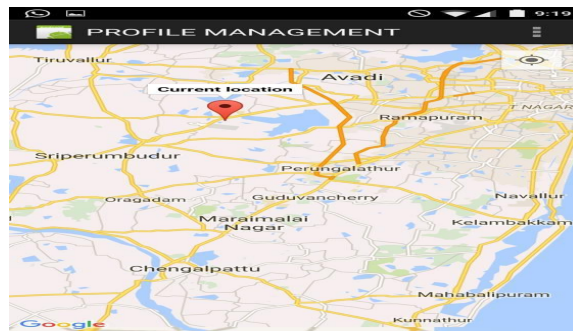 9:19
PROFILE MANAGEMENT
Tiruvallur
Avadi
Current location
T NAGAR
Ramapuram
Sriperumbudur
Perungalathur
Oragadam
Guduvancherry
Navallur
Maraimalai
Nagar
Kelambakkam
Chengalpattu
Mahabalipuram
Google
Kunnathur